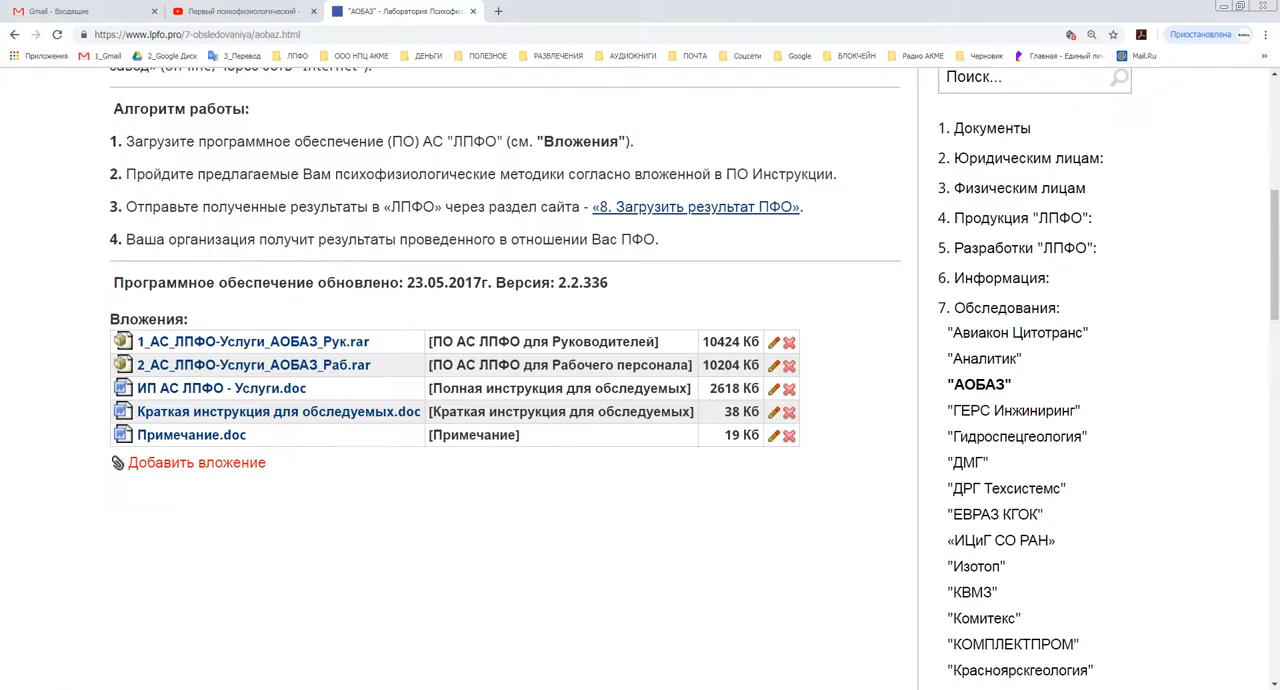 Gmail - Входящие
Первый психофизиологический -
"АОБАЗ" - Лаборатория Психофиз
https://www.lpfo.pro/7-obsledovaniya/aobaz.html
Приостановлена
Приложения
1_Gmail
2_Google Диск
3_Перевод
ЛПФО
ООО НПЦ АКМЕ
ДЕНЬГИ
ПОЛЕЗНОЕ
РАЗВЛЕЧЕНИЯ
АУДИОКНИГИ
ПОЧТА
Соцсети
Google
БЛОКЧЕЙН
Радио АКМЕ
Черновик
Главная - Единый ли
Mail.Ru
»
Алгоритм работы:
1. Загрузите программное обеспечение (ПО) АС "ЛПФО" (см. "Вложения").
2. Пройдите предлагаемые Вам психофизиологические методики согласно вложенной в ПО Инструкции.
3. Отправьте полученные результаты в «ЛПФО» через раздел сайта - «8. Загрузить результат ПФО».
4. Ваша организация получит результаты проведенного в отношении Вас ПФО.
Программное обеспечение обновлено: 23.05.2017г. Версия: 2.2.336
Вложения:
1_АС_ЛПФО-Услуги_АОБАЗ_Рук.rar [ПО АС ЛПФО для Руководителей] 10424 Кб
2_АС_ЛПФО-Услуги_АОБАЗ_Раб.rar [ПО АС ЛПФО для Рабочего персонала] 10204 Кб
ИП АС ЛПФО - Услуги.doc [Полная инструкция для обследуемых] 2618 Кб
Краткая инструкция для обследуемых.doc [Краткая инструкция для обследуемых] 38 Кб
Примечание.doc [Примечание] 19 Кб
Добавить вложение
Поиск...
1. Документы
2. Юридическим лицам:
3. Физическим лицам
4. Продукция "ЛПФО":
5. Разработки "ЛПФО":
6. Информация:
7. Обследования:
"Авиакон Цитотранс"
"Аналитик"
"АОБАЗ"
"ГЕРС Инжиниринг"
"Гидроспецгеология"
"ДМГ"
"ДРГ Техсистемс"
"ЕВРАЗ КГОК"
«ИЦиГ СО РАН»
"Изотоп"
"КВМЗ"
"Комитекс"
"КОМПЛЕКТПРОМ"
"Красноярскгеология"